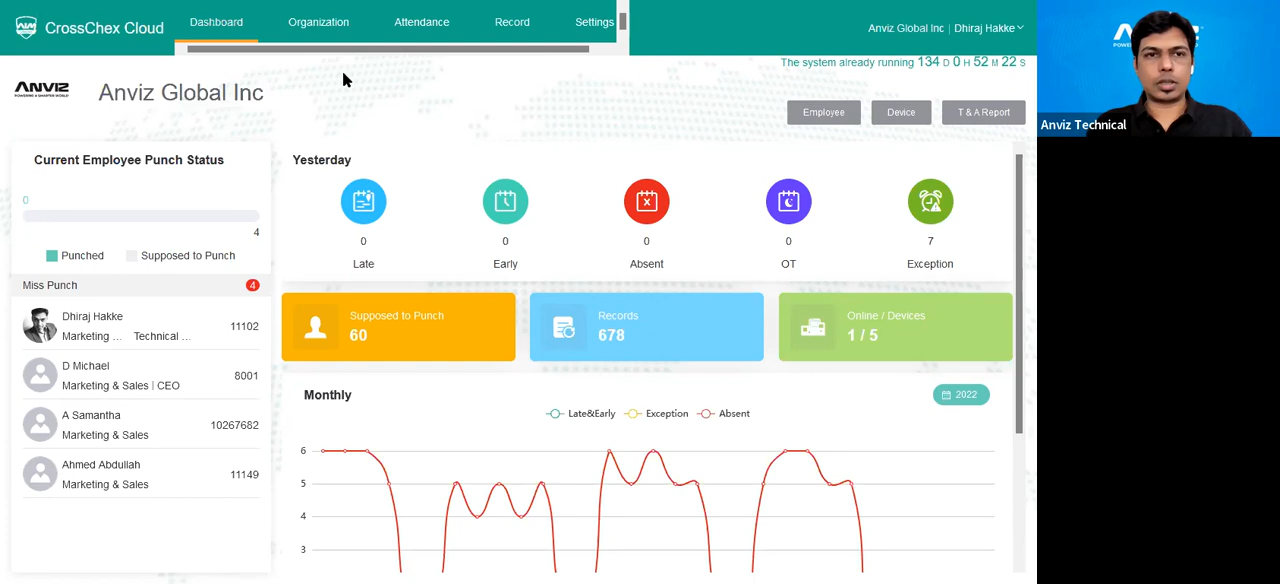 CrossChex Cloud
Dashboard
Organization
Attendance
Record
Settings
Anviz Global Inc | Dhiraj Hakke
The system already running 134 D 0 H 52 M 22 S
ANVIZ
Anviz Global Inc
Employee
Device
T & A Report
Current Employee Punch Status
0
4
Punched
Supposed to Punch
Miss Punch
4
Dhiraj Hakke
Marketing ... Technical ...
11102
D Michael
Marketing & Sales | CEO
8001
A Samantha
Marketing & Sales
10267682
Ahmed Abdullah
Marketing & Sales
11149
Yesterday
0
Late
0
Early
0
Absent
0
OT
7
Exception
Supposed to Punch
60
Records
678
Online / Devices
1 / 5
Monthly
2022
Late&Early
Exception
Absent
6
5
4
3
Anviz Technical